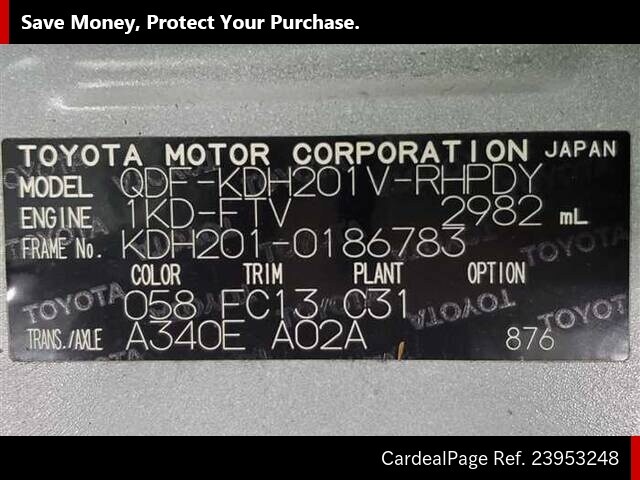 Save Money, Protect Your Purchase.
TOYOTA MOTOR CORPORATION JAPAN
MODEL QDF-KDH201V-RHPDY
ENGINE 1KD-FTV 2982 mL
FRAME No. KDH201-0186783
COLOR TRIM PLANT OPTION
058 FC13 C31
TRANS./AXLE A340E A02A 876
CardealPage Ref. 23953248